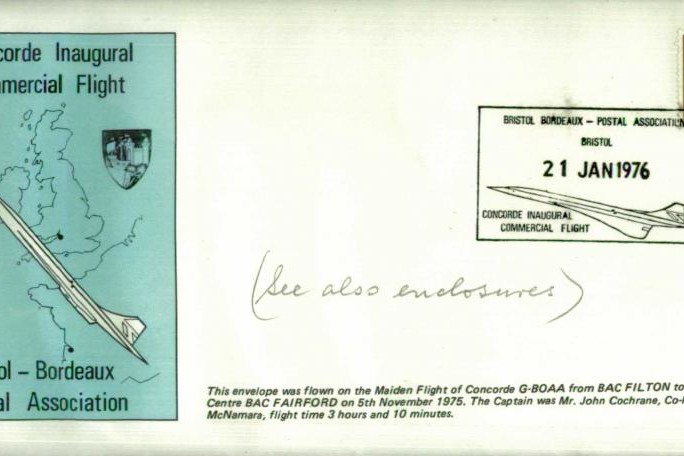 corde Inaugural
mmercial Flight
ol – Bordeaux
al Association
BRISTOL BORDEAUX – POSTAL ASSOCIATION
BRISTOL
21 JAN 1976
CONCORDE INAUGURAL
COMMERCIAL FLIGHT
(See also enclosures)
This envelope was flown on the Maiden Flight of Concorde G-BOAA from BAC FILTON to
Centre BAC FAIRFORD on 5th November 1975. The Captain was Mr. John Cochrane, Co-
McNamara, flight time 3 hours and 10 minutes.